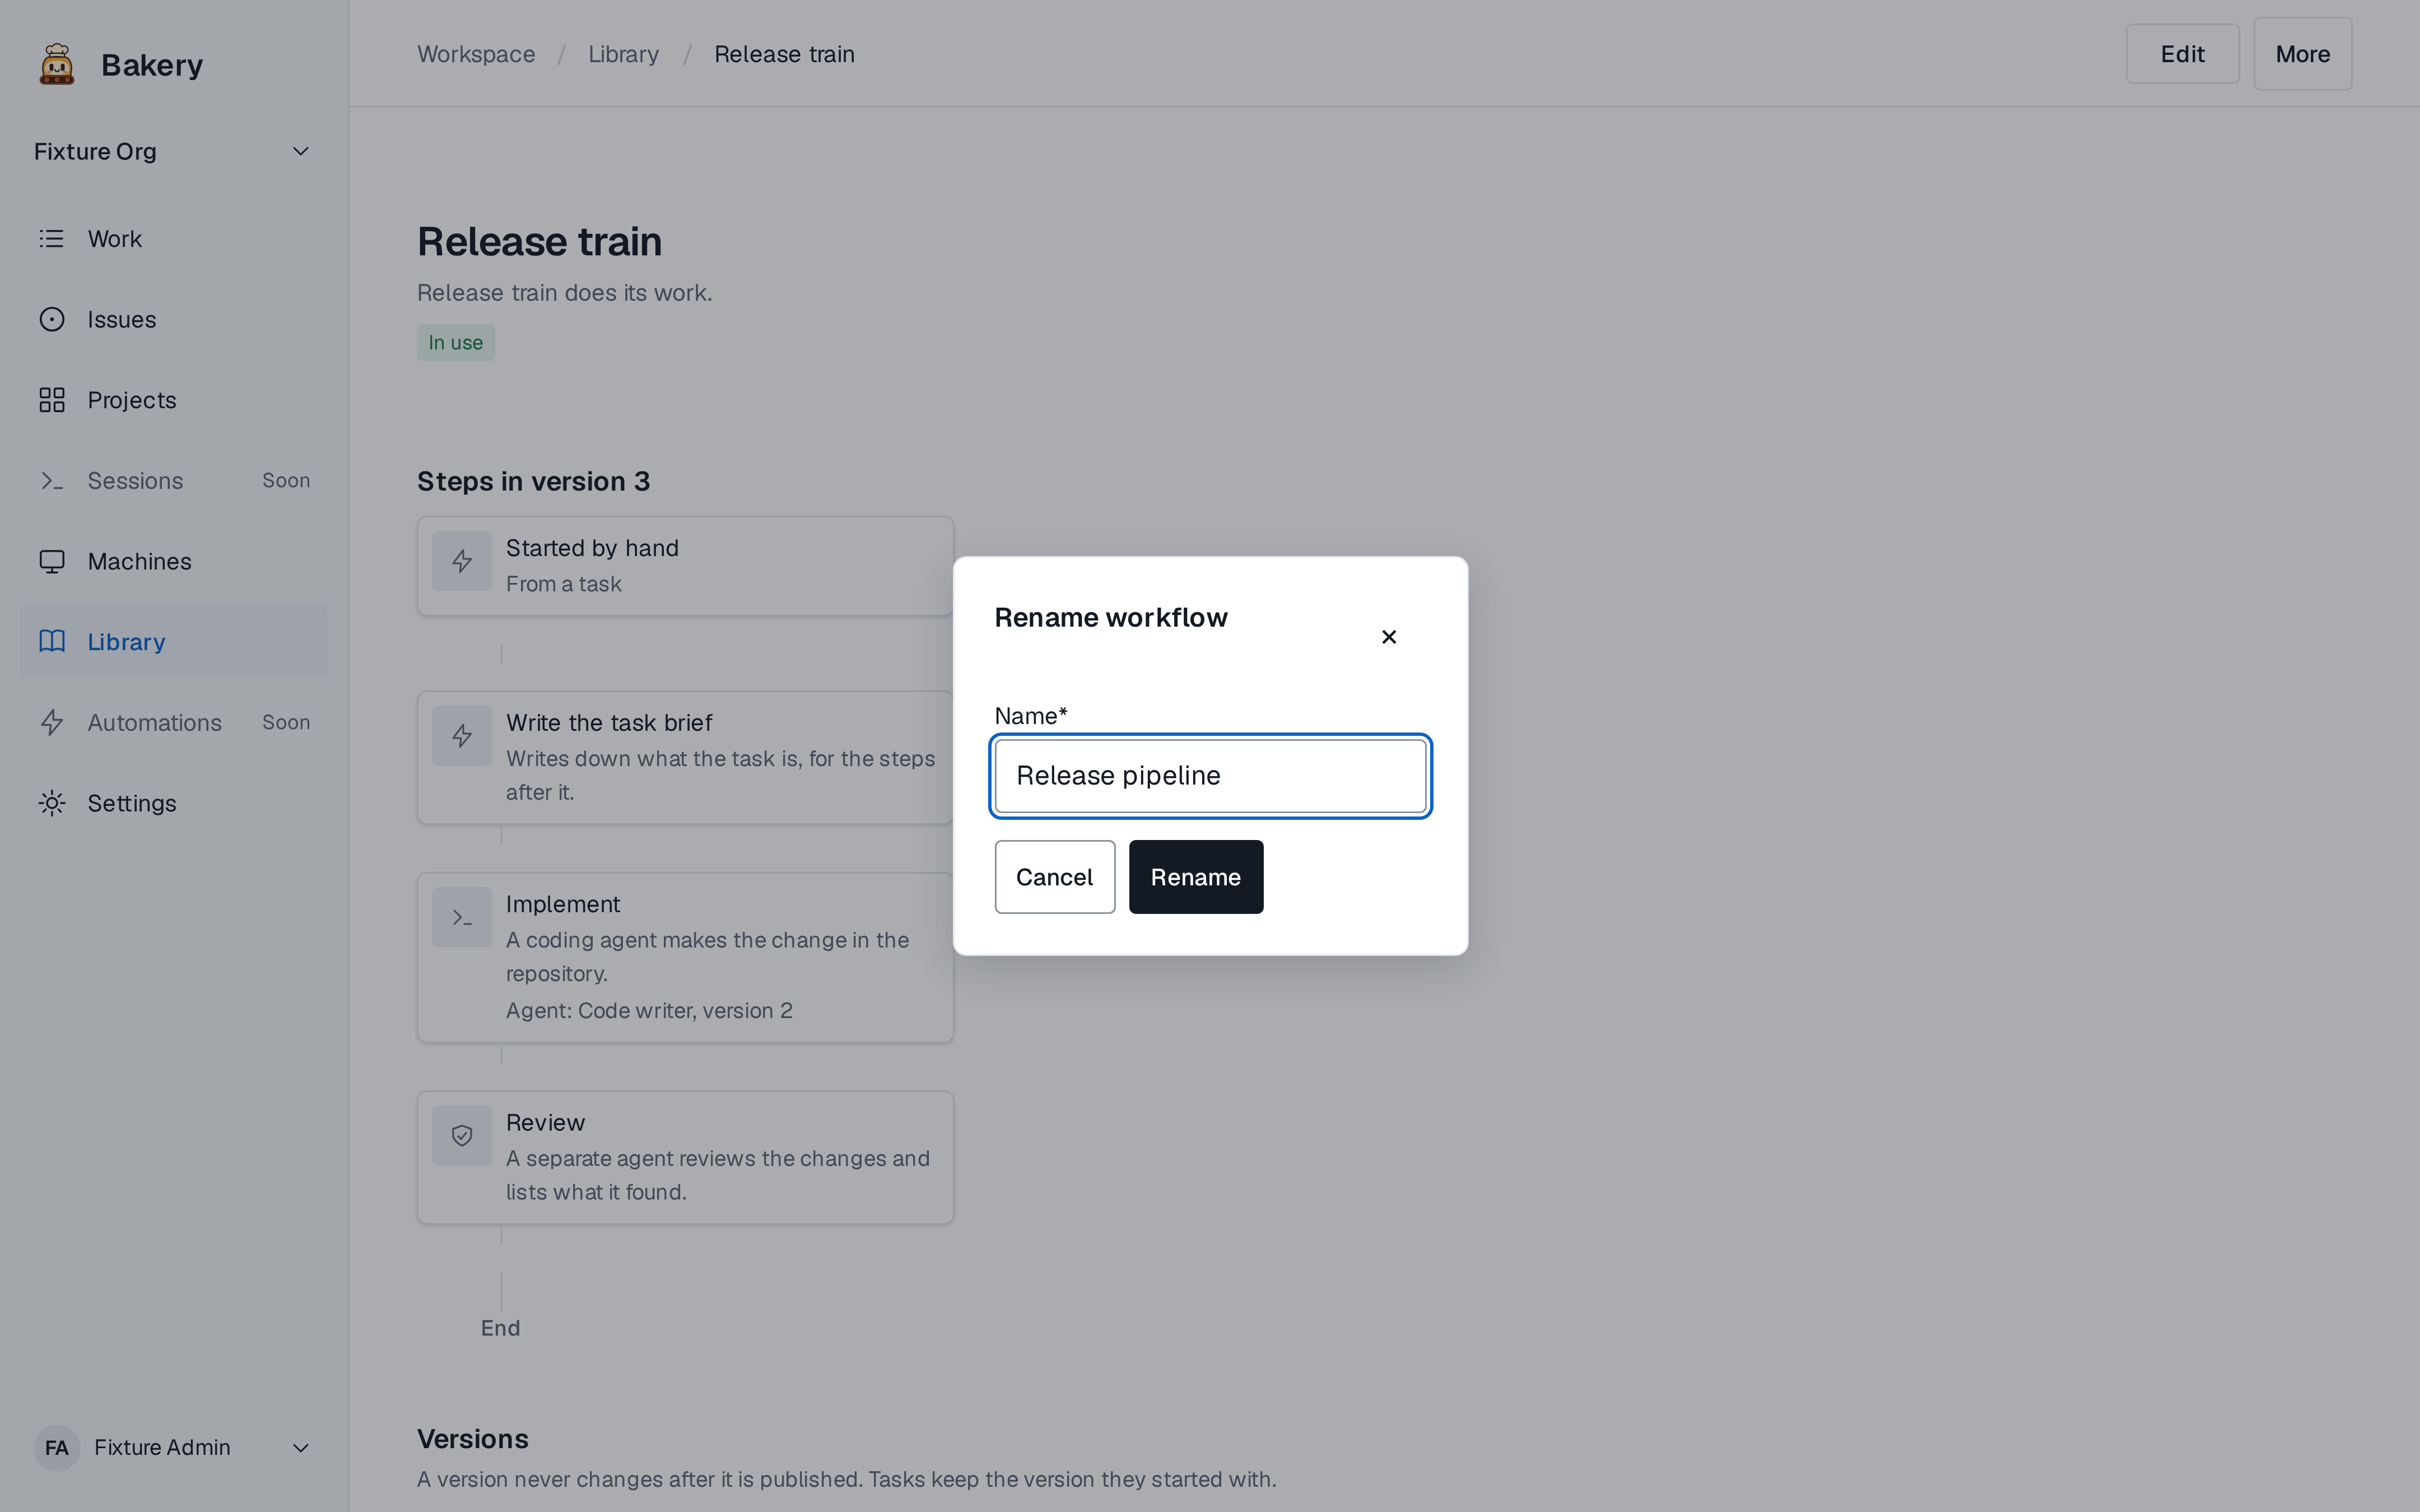 Bakery
Fixture Org
Work
Issues
Projects
Sessions Soon
Machines
Library
Automations Soon
Settings
FA Fixture Admin
Workspace / Library / Release train
Edit
More
Release train
Release train does its work.
In use
Steps in version 3
Started by hand
From a task
Write the task brief
Writes down what the task is, for the steps
after it.
Implement
A coding agent makes the change in the
repository.
Agent: Code writer, version 2
Review
A separate agent reviews the changes and
lists what it found.
End
Versions
A version never changes after it is published. Tasks keep the version they started with.
Rename workflow
Name*
Release pipeline
Cancel
Rename